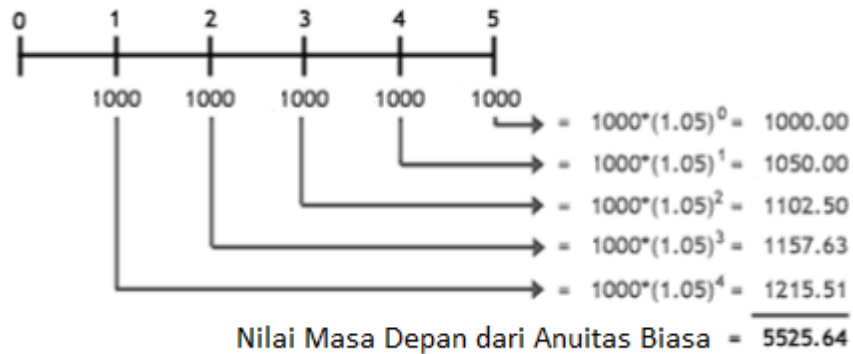 0 1 2 3 4 5
1000 1000 1000 1000 1000
= 1000*(1.05)^0 = 1000.00
= 1000*(1.05)^1 = 1050.00
= 1000*(1.05)^2 = 1102.50
= 1000*(1.05)^3 = 1157.63
= 1000*(1.05)^4 = 1215.51
Nilai Masa Depan dari Anuitas Biasa = 5525.64